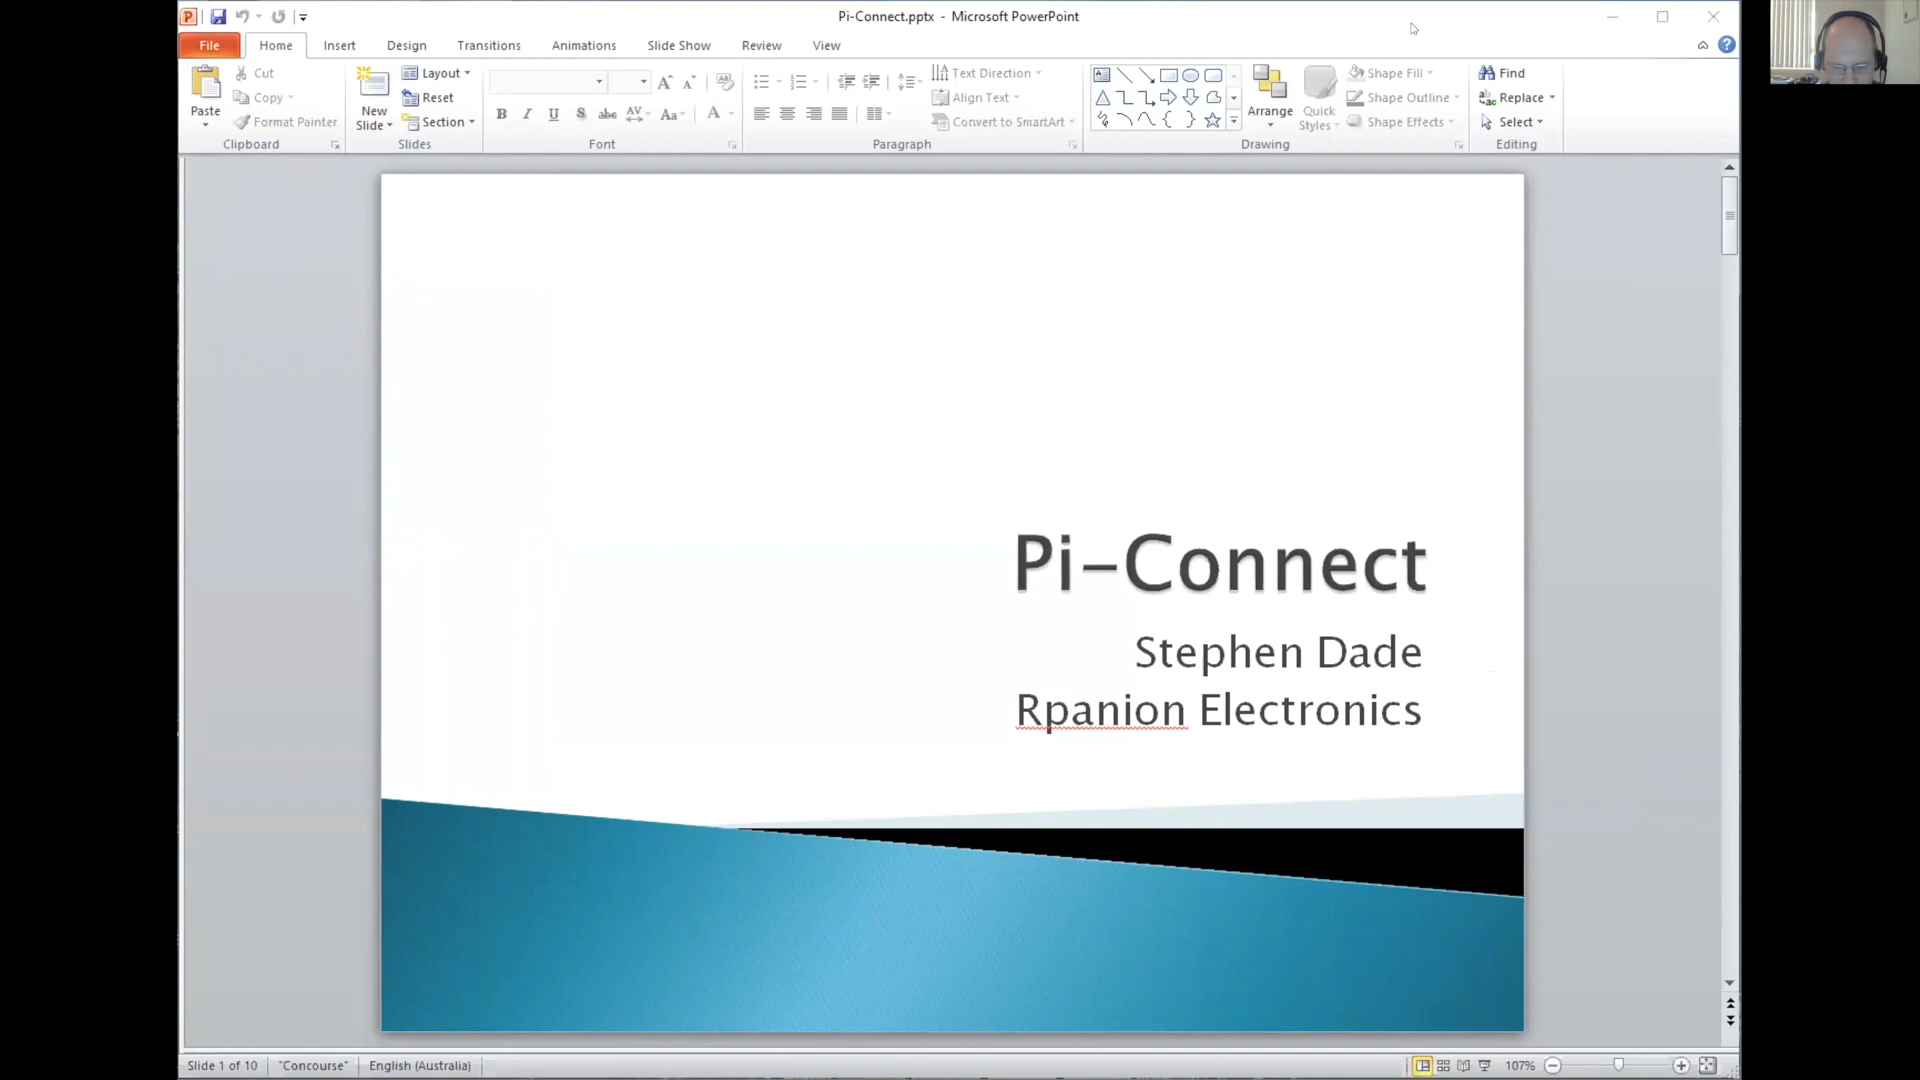 Pi-Connect.pptx - Microsoft PowerPoint
File Home Insert Design Transitions Animations Slide Show Review View
Paste
Cut
Copy
Format Painter
Clipboard
New
Slide
Layout
Reset
Section
Slides
Font
Text Direction
Align Text
Convert to SmartArt
Paragraph
Arrange
Quick
Styles
Shape Fill
Shape Outline
Shape Effects
Drawing
Find
Replace
Select
Editing
Pi-Connect
Stephen Dade
Rpanion Electronics
Slide 1 of 10 "Concourse" English (Australia) 107%